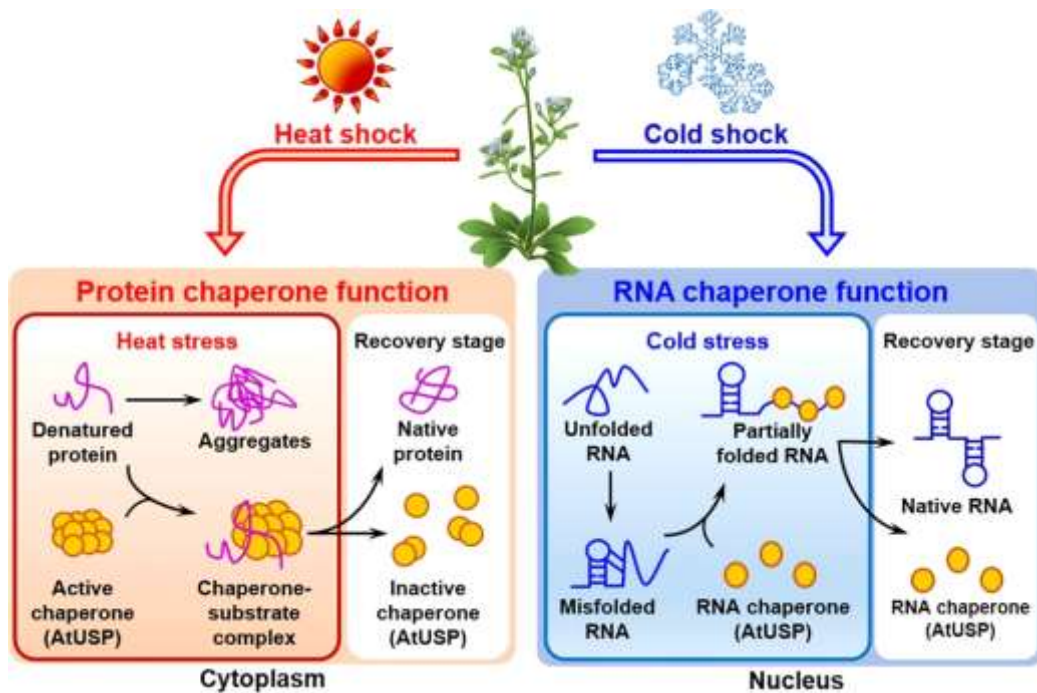 Heat shock
Cold shock
Protein chaperone function
Heat stress
Recovery stage
Denatured
protein
Aggregates
Native
protein
Active
chaperone
(AtUSP)
Chaperone-
substrate
complex
Inactive
chaperone
(AtUSP)
Cytoplasm
RNA chaperone function
Cold stress
Recovery stage
Unfolded
RNA
Partially
folded RNA
Native RNA
Misfolded
RNA
RNA chaperone
(AtUSP)
RNA chaperone
(AtUSP)
Nucleus